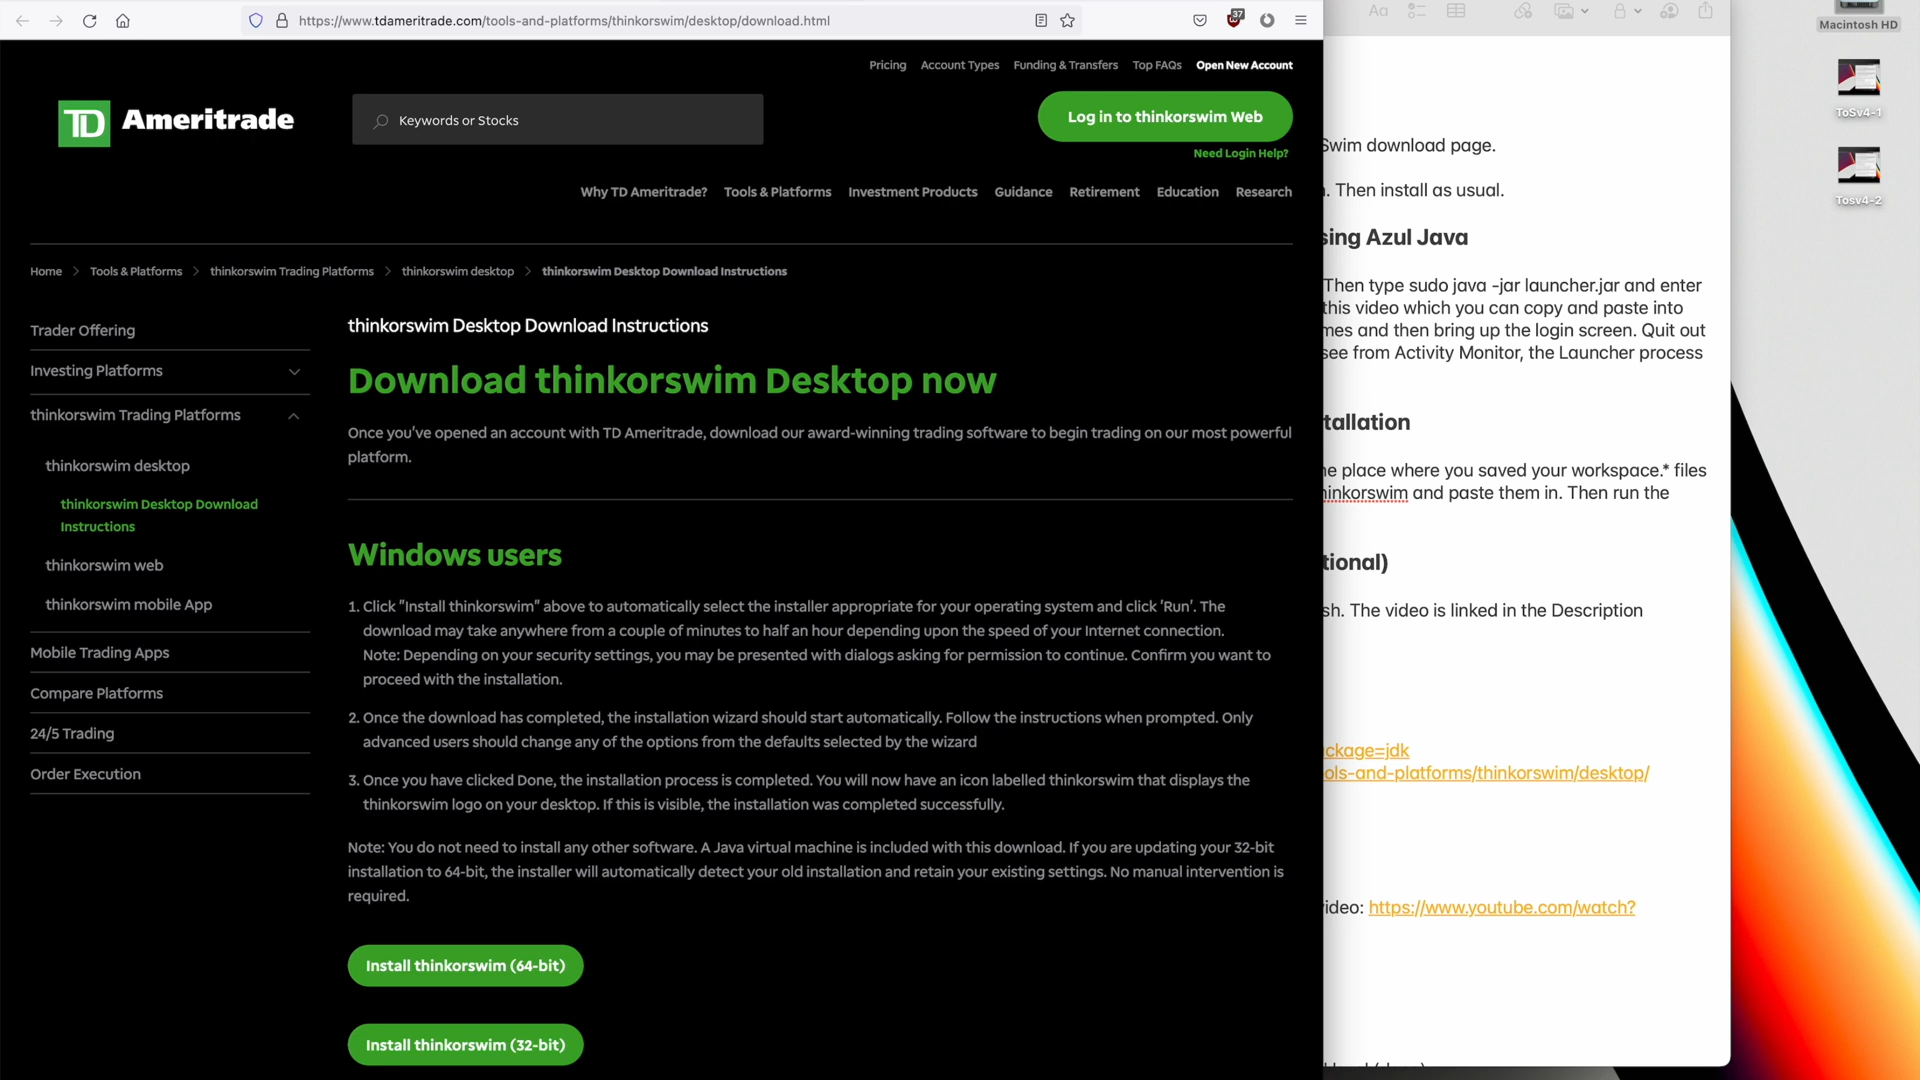 https://www.tdameritrade.com/tools-and-platforms/thinkorswim/desktop/download.html
37
Aa
Macintosh HD
ToSv4-1
Tosv4-2
Pricing
Account Types
Funding & Transfers
Top FAQs
Open New Account
TD Ameritrade
Keywords or Stocks
Log in to thinkorswim Web
Need Login Help?
Why TD Ameritrade?
Tools & Platforms
Investment Products
Guidance
Retirement
Education
Research
Home > Tools & Platforms > thinkorswim Trading Platforms > thinkorswim desktop > thinkorswim Desktop Download Instructions
Trader Offering
Investing Platforms
thinkorswim Trading Platforms
thinkorswim desktop
thinkorswim Desktop Download
Instructions
thinkorswim web
thinkorswim mobile App
Mobile Trading Apps
Compare Platforms
24/5 Trading
Order Execution
thinkorswim Desktop Download Instructions
Download thinkorswim Desktop now
Once you've opened an account with TD Ameritrade, download our award-winning trading software to begin trading on our most powerful
platform.
Windows users
1. Click "Install thinkorswim" above to automatically select the installer appropriate for your operating system and click 'Run'. The
download may take anywhere from a couple of minutes to half an hour depending upon the speed of your Internet connection.
Note: Depending on your security settings, you may be presented with dialogs asking for permission to continue. Confirm you want to
proceed with the installation.
2. Once the download has completed, the installation wizard should start automatically. Follow the instructions when prompted. Only
advanced users should change any of the options from the defaults selected by the wizard
3. Once you have clicked Done, the installation process is completed. You will now have an icon labelled thinkorswim that displays the
thinkorswim logo on your desktop. If this is visible, the installation was completed successfully.
Note: You do not need to install any other software. A Java virtual machine is included with this download. If you are updating your 32-bit
installation to 64-bit, the installer will automatically detect your old installation and retain your existing settings. No manual intervention is
required.
Install thinkorswim (64-bit)
Install thinkorswim (32-bit)
Swim download page.
. Then install as usual.
sing Azul Java
Then type sudo java -jar launcher.jar and enter
this video which you can copy and paste into
mes and then bring up the login screen. Quit out
see from Activity Monitor, the Launcher process
tallation
ne place where you saved your workspace.* files
hinkorswim and paste them in. Then run the
tional)
sh. The video is linked in the Description
ckage=jdk
ols-and-platforms/thinkorswim/desktop/
video: https://www.youtube.com/watch?